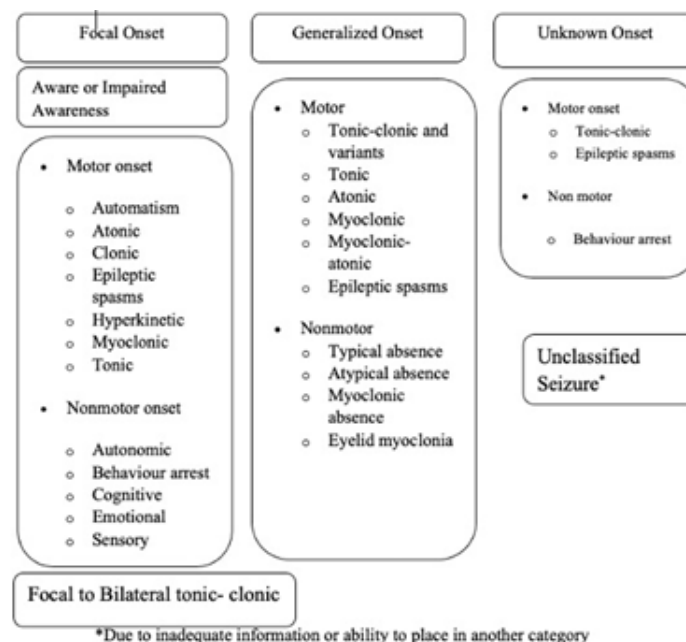 Focal Onset
Aware or Impaired
Awareness
• Motor onset
o Automatism
o Atonic
o Clonic
o Epileptic
spasms
o Hyperkinetic
o Myoclonic
o Tonic
• Nonmotor onset
o Autonomic
o Behaviour arrest
o Cognitive
o Emotional
o Sensory
Focal to Bilateral tonic- clonic
Generalized Onset
• Motor
o Tonic-clonic and
variants
o Tonic
o Atonic
o Myoclonic
o Myoclonic-
atonic
o Epileptic spasms
• Nonmotor
o Typical absence
o Atypical absence
o Myoclonic
absence
o Eyelid myoclonia
Unknown Onset
• Motor onset
o Tonic-clonic
o Epileptic spasms
• Non motor
o Behaviour arrest
Unclassified
Seizure*
*Due to inadequate information or ability to place in another category